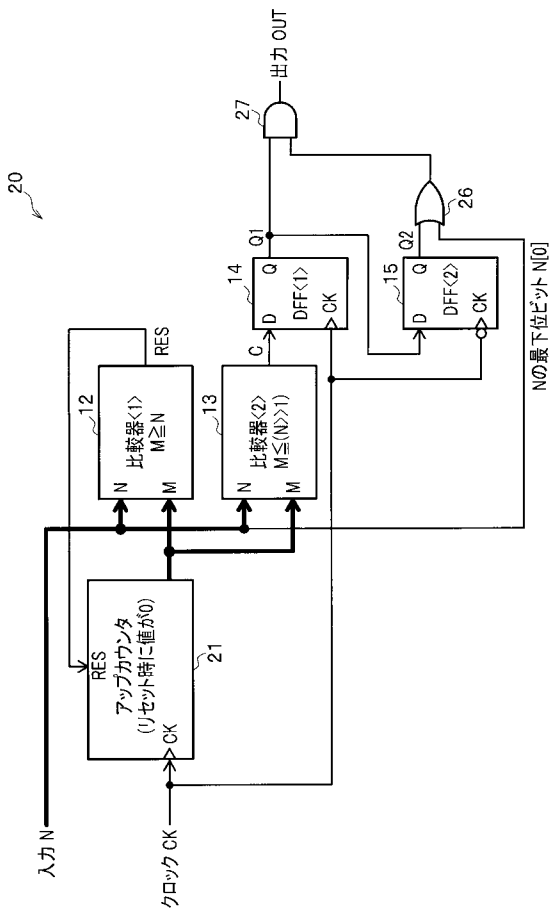 20
入力 N
クロック CK
RES
アップカウンタ
(リセット時に値が0)
CK
21
12
比較器<1>
M≧N
N
M
RES
13
比較器<2>
M≦(N>>1)
N
M
C
14
D
Q
DFF<1>
CK
Q1
15
D
Q
DFF<2>
CK
Q2
26
27
出力 OUT
Nの最下位ビット N[0]